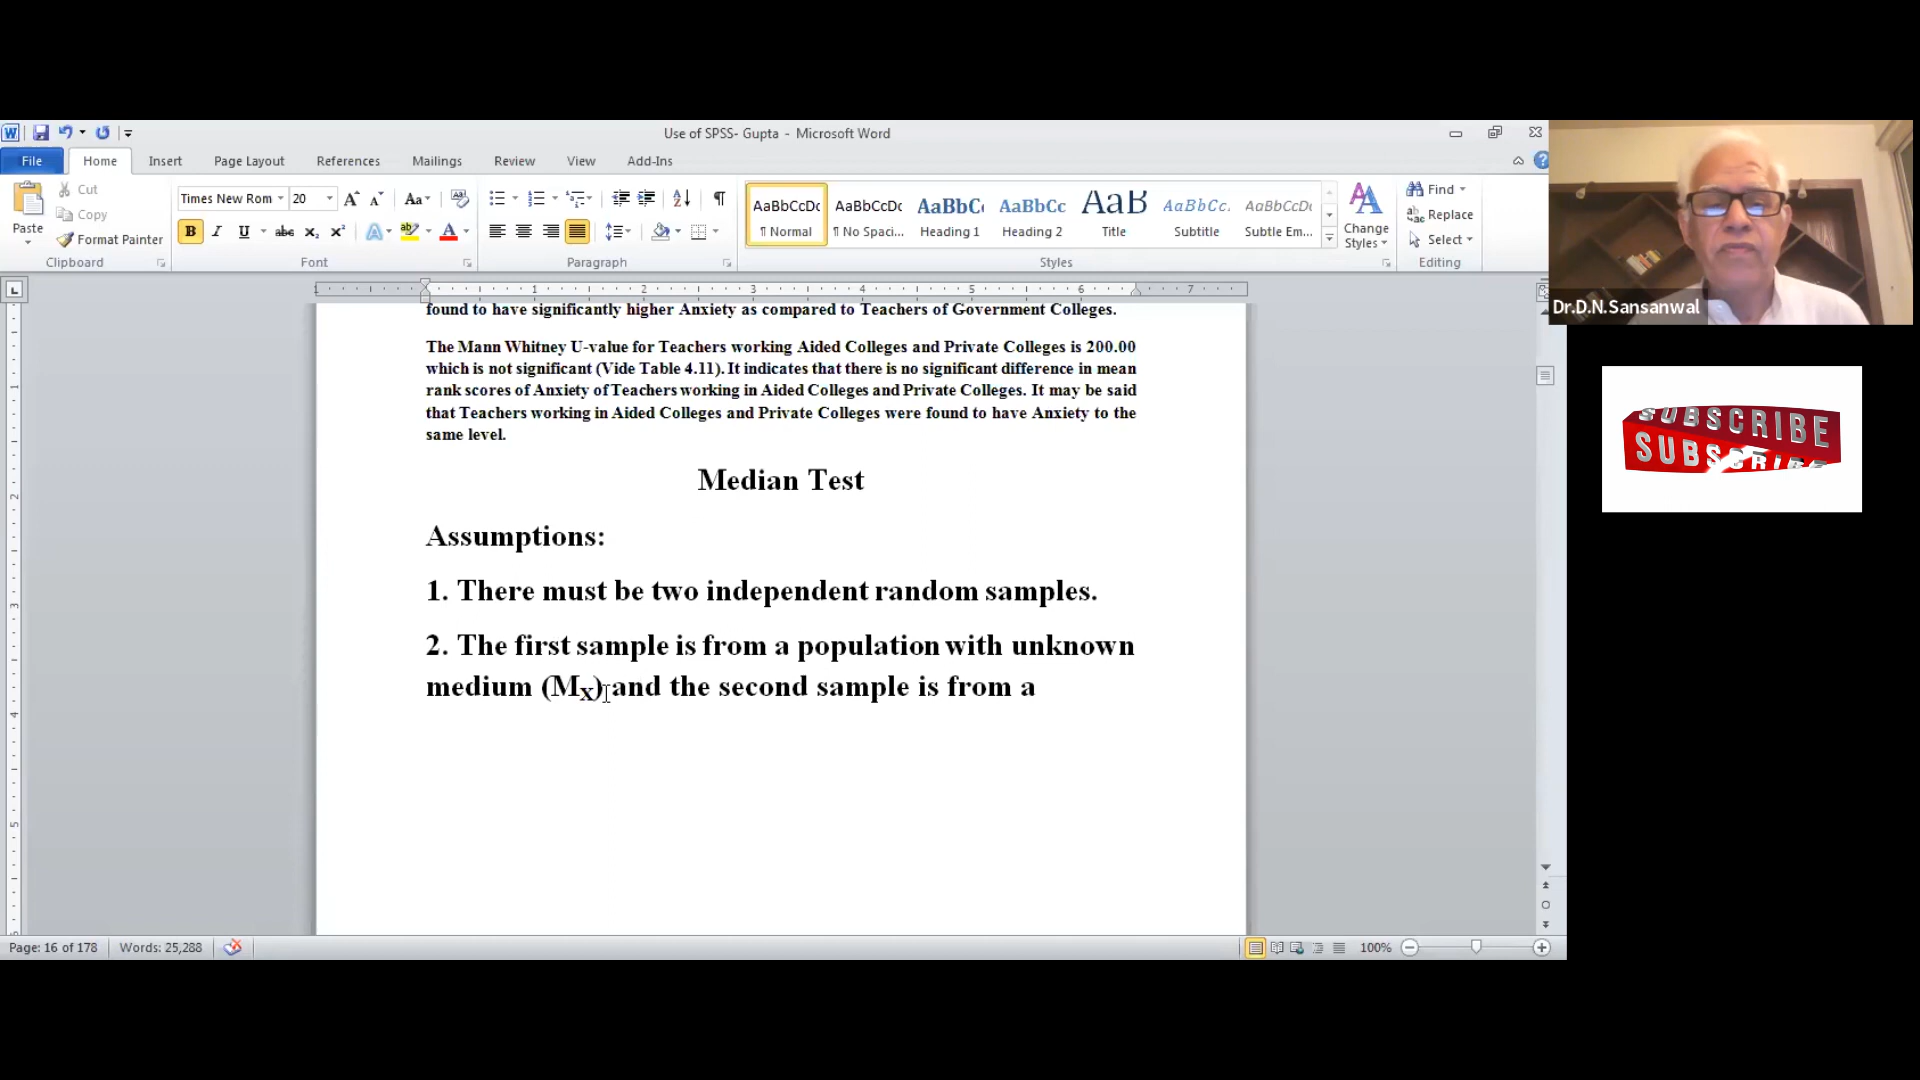 Use of SPSS- Gupta - Microsoft Word
File Home Insert Page Layout References Mailings Review View Add-Ins
Paste
Cut
Copy
Format Painter
Clipboard
Times New Rom 20
Font
Paragraph
AaBbCcDc AaBbCcDc AaBbC AaBbCc AaB AaBbCc. AaBbCcDc
¶ Normal ¶ No Spaci... Heading 1 Heading 2 Title Subtitle Subtle Em...
Styles
Change
Styles
Find
Replace
Select
Editing
Dr.D.N.Sansanwal
SUBSCRIBE
found to have significantly higher Anxiety as compared to Teachers of Government Colleges.
The Mann Whitney U-value for Teachers working Aided Colleges and Private Colleges is 200.00
which is not significant (Vide Table 4.11). It indicates that there is no significant difference in mean
rank scores of Anxiety of Teachers working in Aided Colleges and Private Colleges. It may be said
that Teachers working in Aided Colleges and Private Colleges were found to have Anxiety to the
same level.
Median Test
Assumptions:
1. There must be two independent random samples.
2. The first sample is from a population with unknown
medium (MX) and the second sample is from a
Page: 16 of 178 Words: 25,288 100%